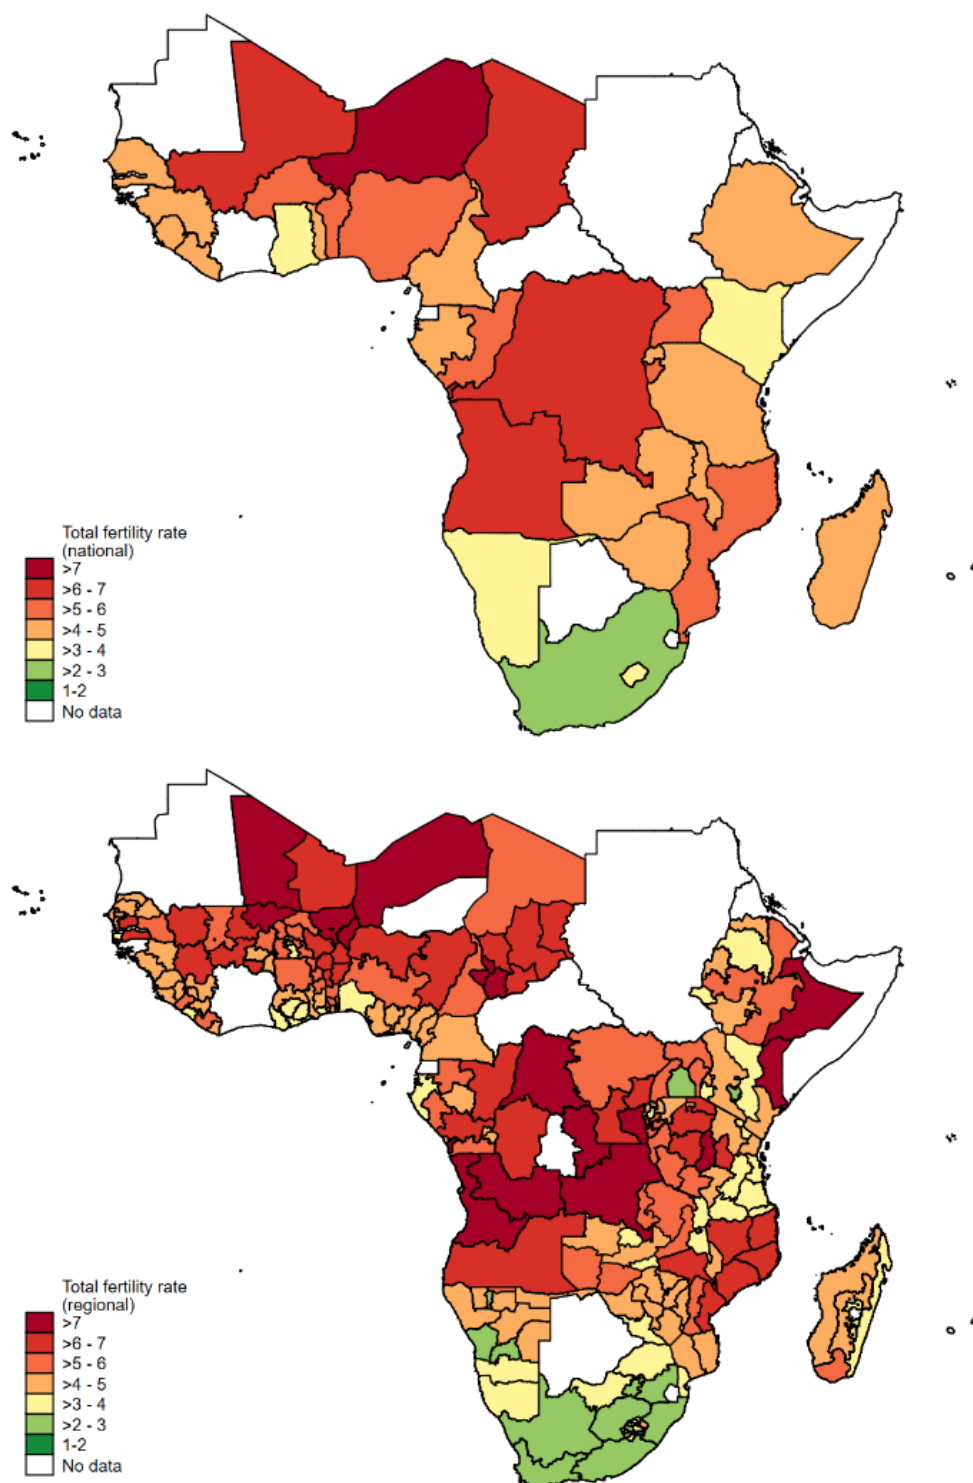 Total fertility rate
(national)
>7
>6 - 7
>5 - 6
>4 - 5
>3 - 4
>2 - 3
1-2
No data
Total fertility rate
(regional)
>7
>6 - 7
>5 - 6
>4 - 5
>3 - 4
>2 - 3
1-2
No data